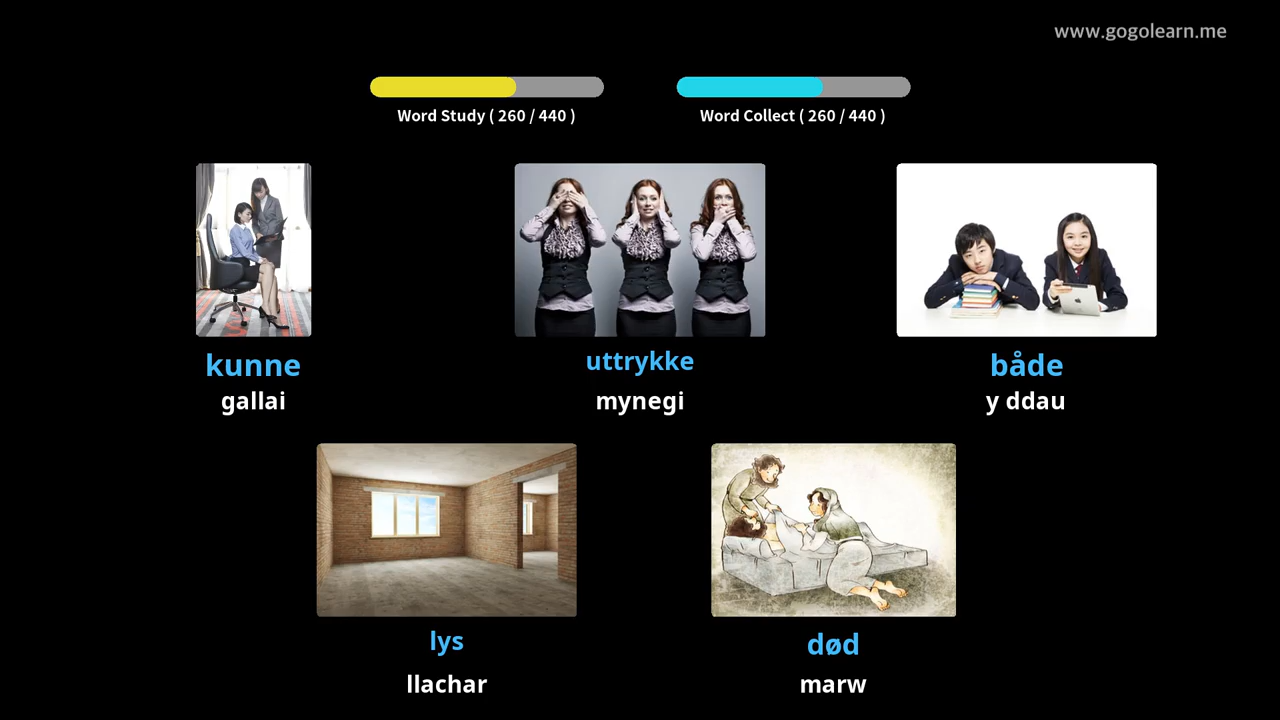 www.gogolearn.me
Word Study ( 260 / 440 )
Word Collect ( 260 / 440 )
kunne
gallai
uttrykke
mynegi
både
y ddau
lys
llachar
død
marw